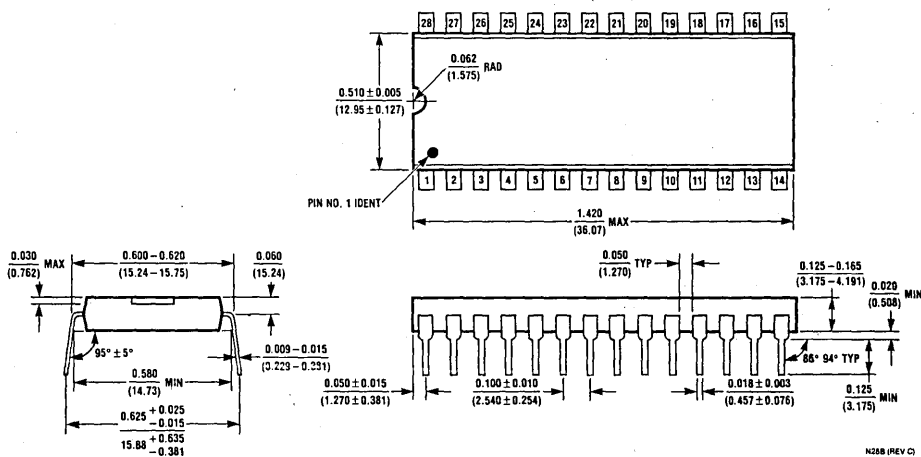 28 27 26 25 24 23 22 21 20 19 18 17 16 15
0.062
(1.575)
RAD
0.510 ± 0.005
(12.95 ± 0.127)
PIN NO. 1 IDENT
1 2 3 4 5 6 7 8 9 10 11 12 13 14
1.420
(36.07)
MAX
0.030
(0.762)
MAX
0.600 – 0.620
(15.24 – 15.75)
0.060
(15.24)
95° ± 5°
0.009 – 0.015
0.580
(14.73)
MIN
0.625 + 0.025
– 0.015
15.88 + 0.635
– 0.381
0.050
(1.270)
TYP
0.125 – 0.165
(3.175 – 4.191)
0.020
(0.508)
MIN
86° 94° TYP
0.050 ± 0.015
(1.270 ± 0.381)
0.100 ± 0.010
(2.540 ± 0.254)
0.018 ± 0.003
(0.457 ± 0.076)
0.125
(3.175)
MIN
N28B (REV C)